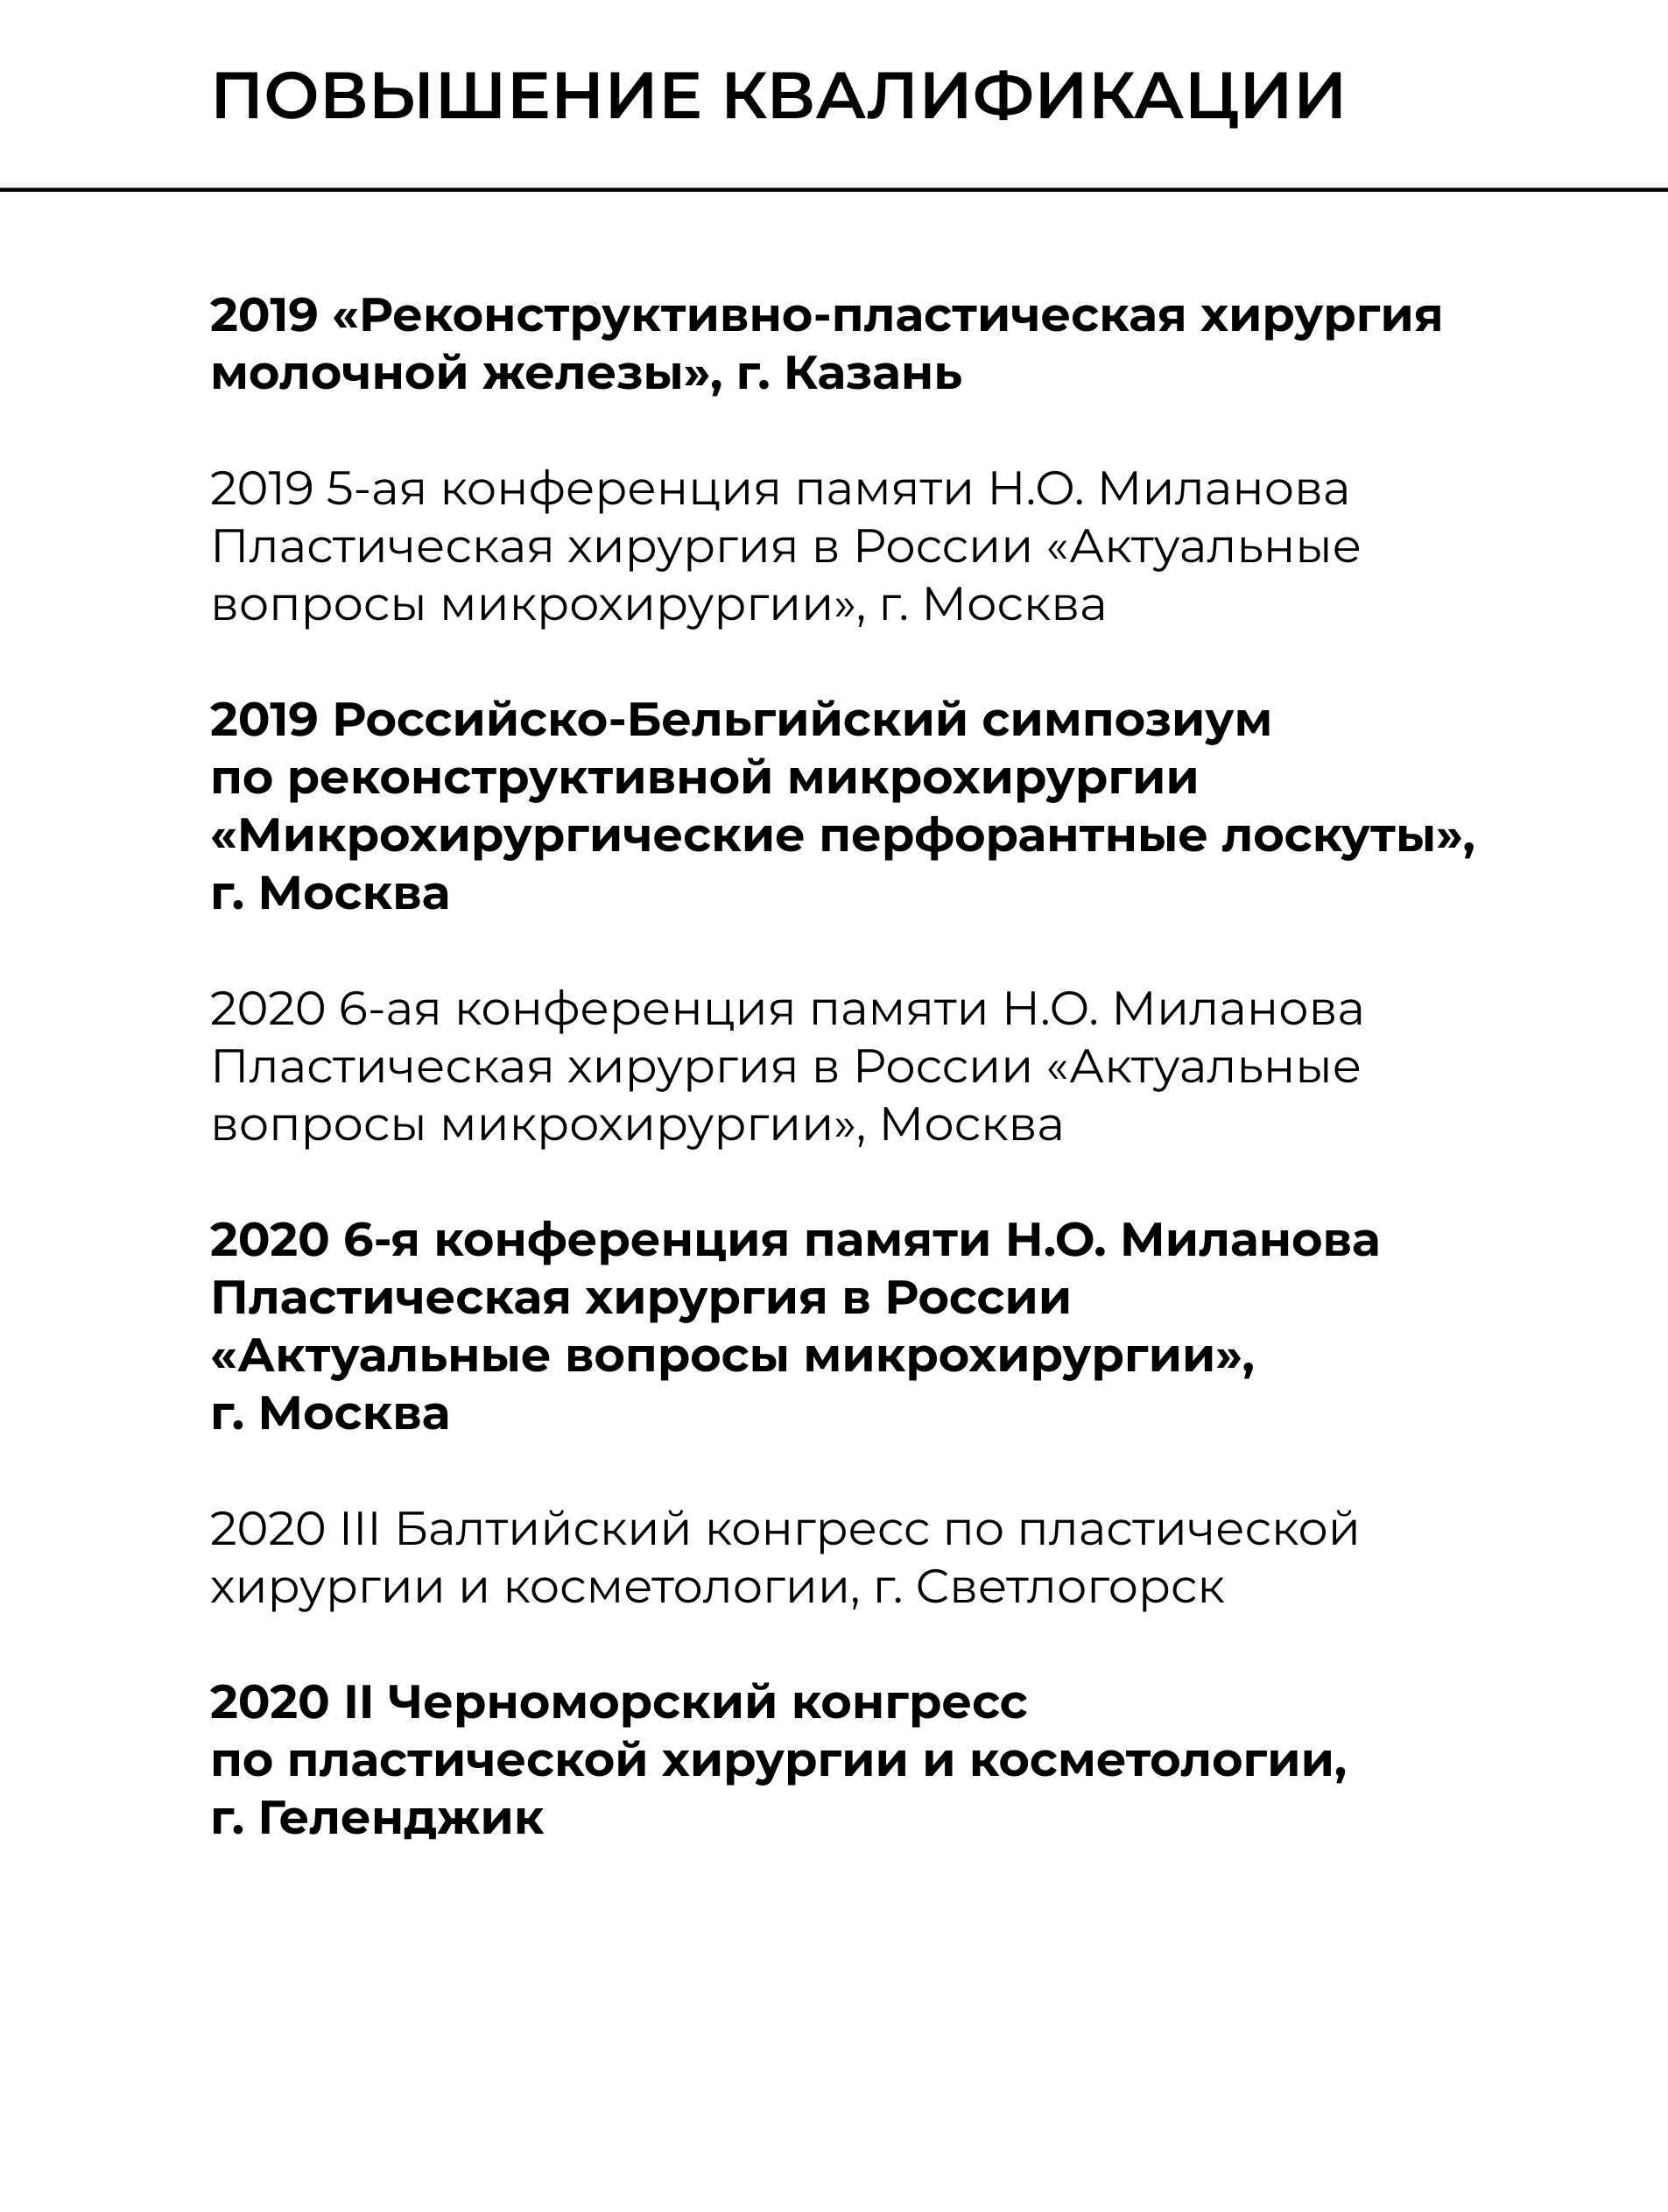 ПОВЫШЕНИЕ КВАЛИФИКАЦИИ
2019 «Реконструктивно-пластическая хирургия
молочной железы», г. Казань
2019 5-ая конференция памяти Н.О. Миланова
Пластическая хирургия в России «Актуальные
вопросы микрохирургии», г. Москва
2019 Российско-Бельгийский симпозиум
по реконструктивной микрохирургии
«Микрохирургические перфорантные лоскуты»,
г. Москва
2020 6-ая конференция памяти Н.О. Миланова
Пластическая хирургия в России «Актуальные
вопросы микрохирургии», Москва
2020 6-я конференция памяти Н.О. Миланова
Пластическая хирургия в России
«Актуальные вопросы микрохирургии»,
г. Москва
2020 III Балтийский конгресс по пластической
хирургии и косметологии, г. Светлогорск
2020 II Черноморский конгресс
по пластической хирургии и косметологии,
г. Геленджик